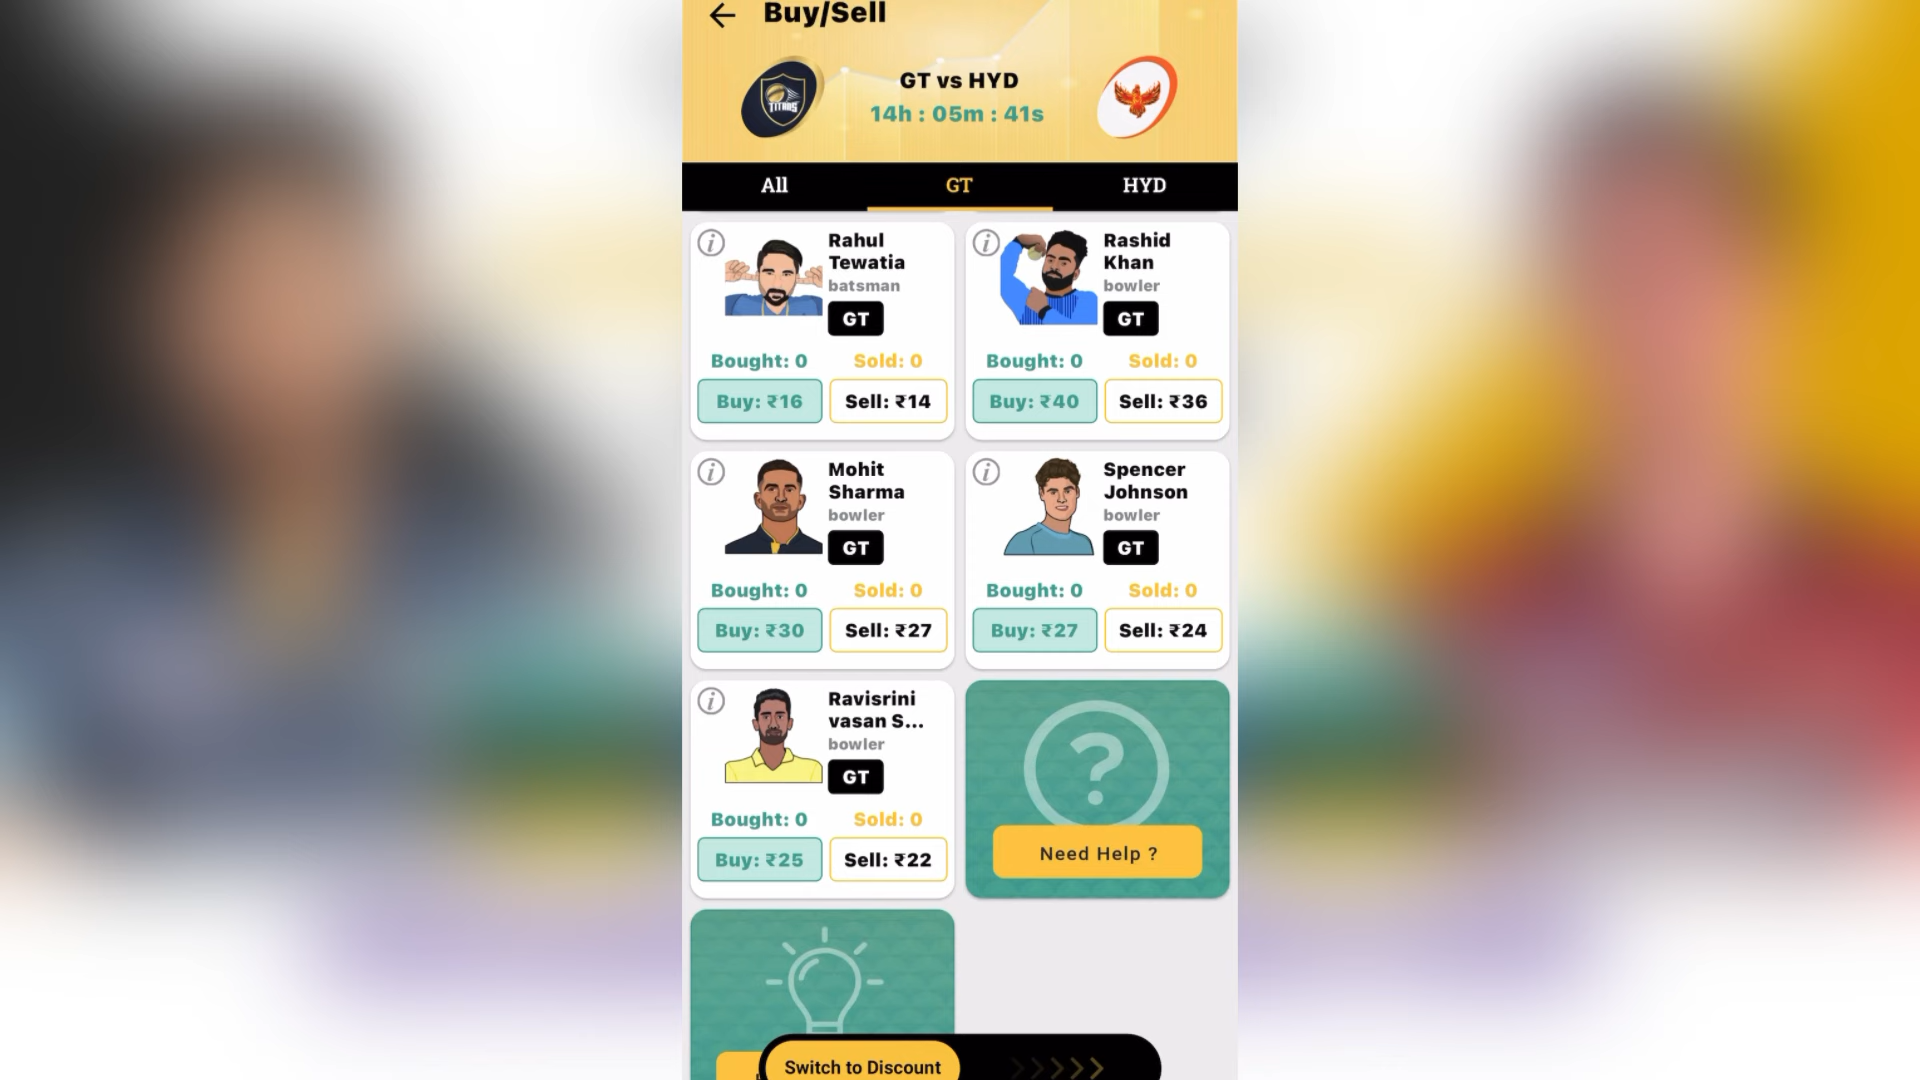 Buy/Sell
GT vs HYD
14h : 05m : 41s
TITANS
All
GT
HYD
Rahul
Tewatia
batsman
GT
Bought: 0
Sold: 0
Buy: ₹16
Sell: ₹14
Rashid
Khan
bowler
GT
Bought: 0
Sold: 0
Buy: ₹40
Sell: ₹36
Mohit
Sharma
bowler
GT
Bought: 0
Sold: 0
Buy: ₹30
Sell: ₹27
Spencer
Johnson
bowler
GT
Bought: 0
Sold: 0
Buy: ₹27
Sell: ₹24
Ravisrini
vasan S...
bowler
GT
Bought: 0
Sold: 0
Buy: ₹25
Sell: ₹22
Need Help ?
Switch to Discount